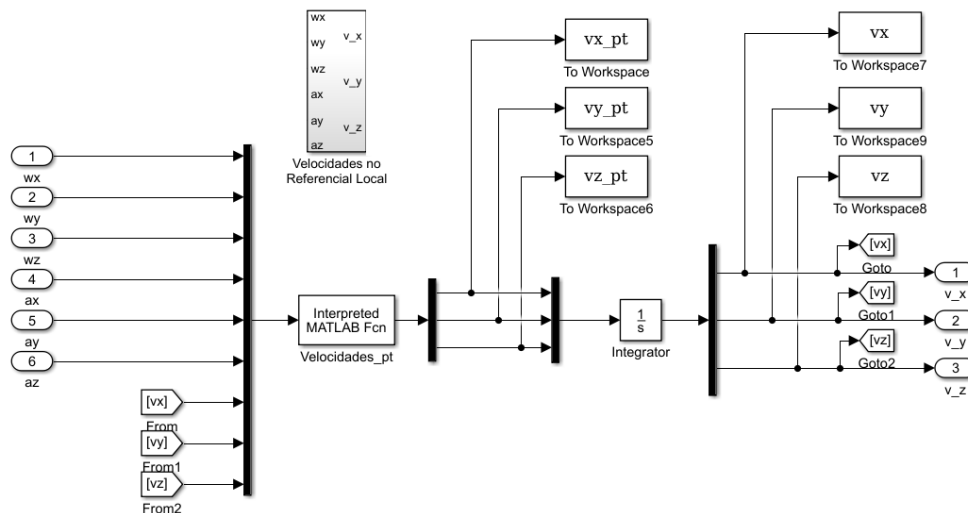 wx
wy
wz
ax
ay
az
v_x
v_y
v_z
Velocidades no
Referencial Local
vx_pt
To Workspace
vy_pt
To Workspace5
vz_pt
To Workspace6
vx
To Workspace7
vy
To Workspace9
vz
To Workspace8
1
wx
2
wy
3
wz
4
ax
5
ay
6
az
[vx]
From
[vy]
From1
[vz]
From2
Interpreted
MATLAB Fcn
Velocidades_pt
1
s
Integrator
[vx]
Goto
[vy]
Goto1
[vz]
Goto2
1
v_x
2
v_y
3
v_z